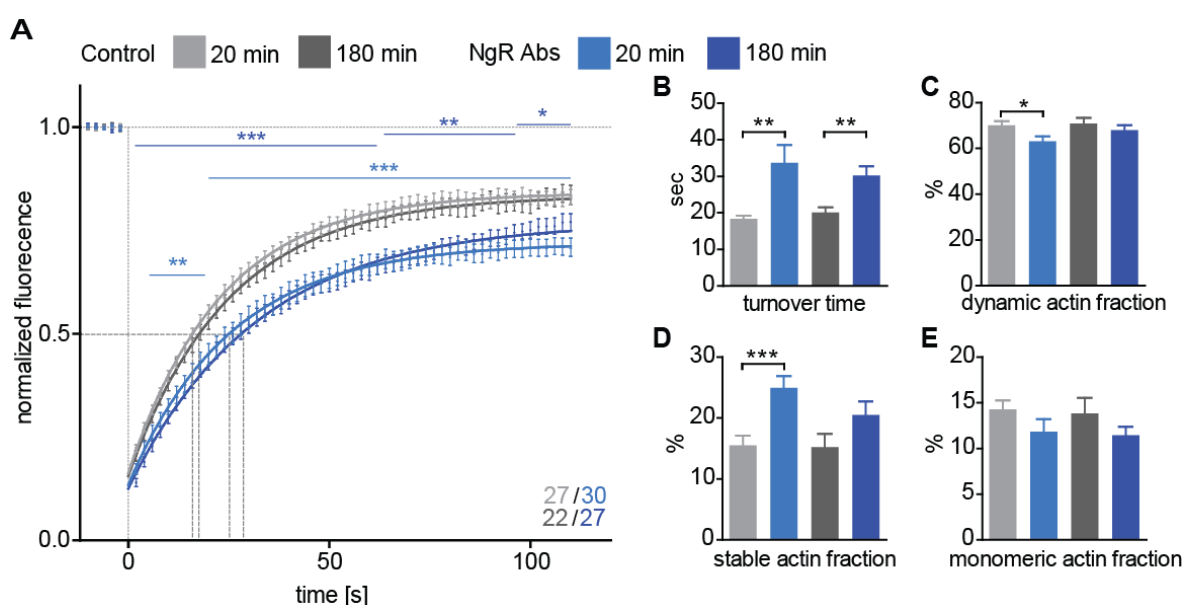 A
Control 20 min 180 min NgR Abs 20 min 180 min
1.0
0.5
0.0
normalized fluorecence
***
**
*
***
**
27/30
22/27
0 50 100
time [s]
B
50
40
30
20
10
0
sec
** **
turnover time
C
80
60
40
20
0
%
*
dynamic actin fraction
D
30
20
10
0
%
***
stable actin fraction
E
20
15
10
5
0
%
monomeric actin fraction